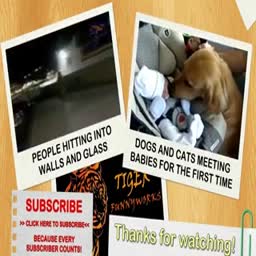 PEOPLE HITTING INTO
WALLS AND GLASS
DOGS AND CATS MEETING
BABIES FOR THE FIRST TIME
SUBSCRIBE
>> CLICK HERE TO SUBSCRIBE <<
BECAUSE EVERY
SUBSCRIBER COUNTS!
TIGER
FUNNYWORKS
Thanks for watching!